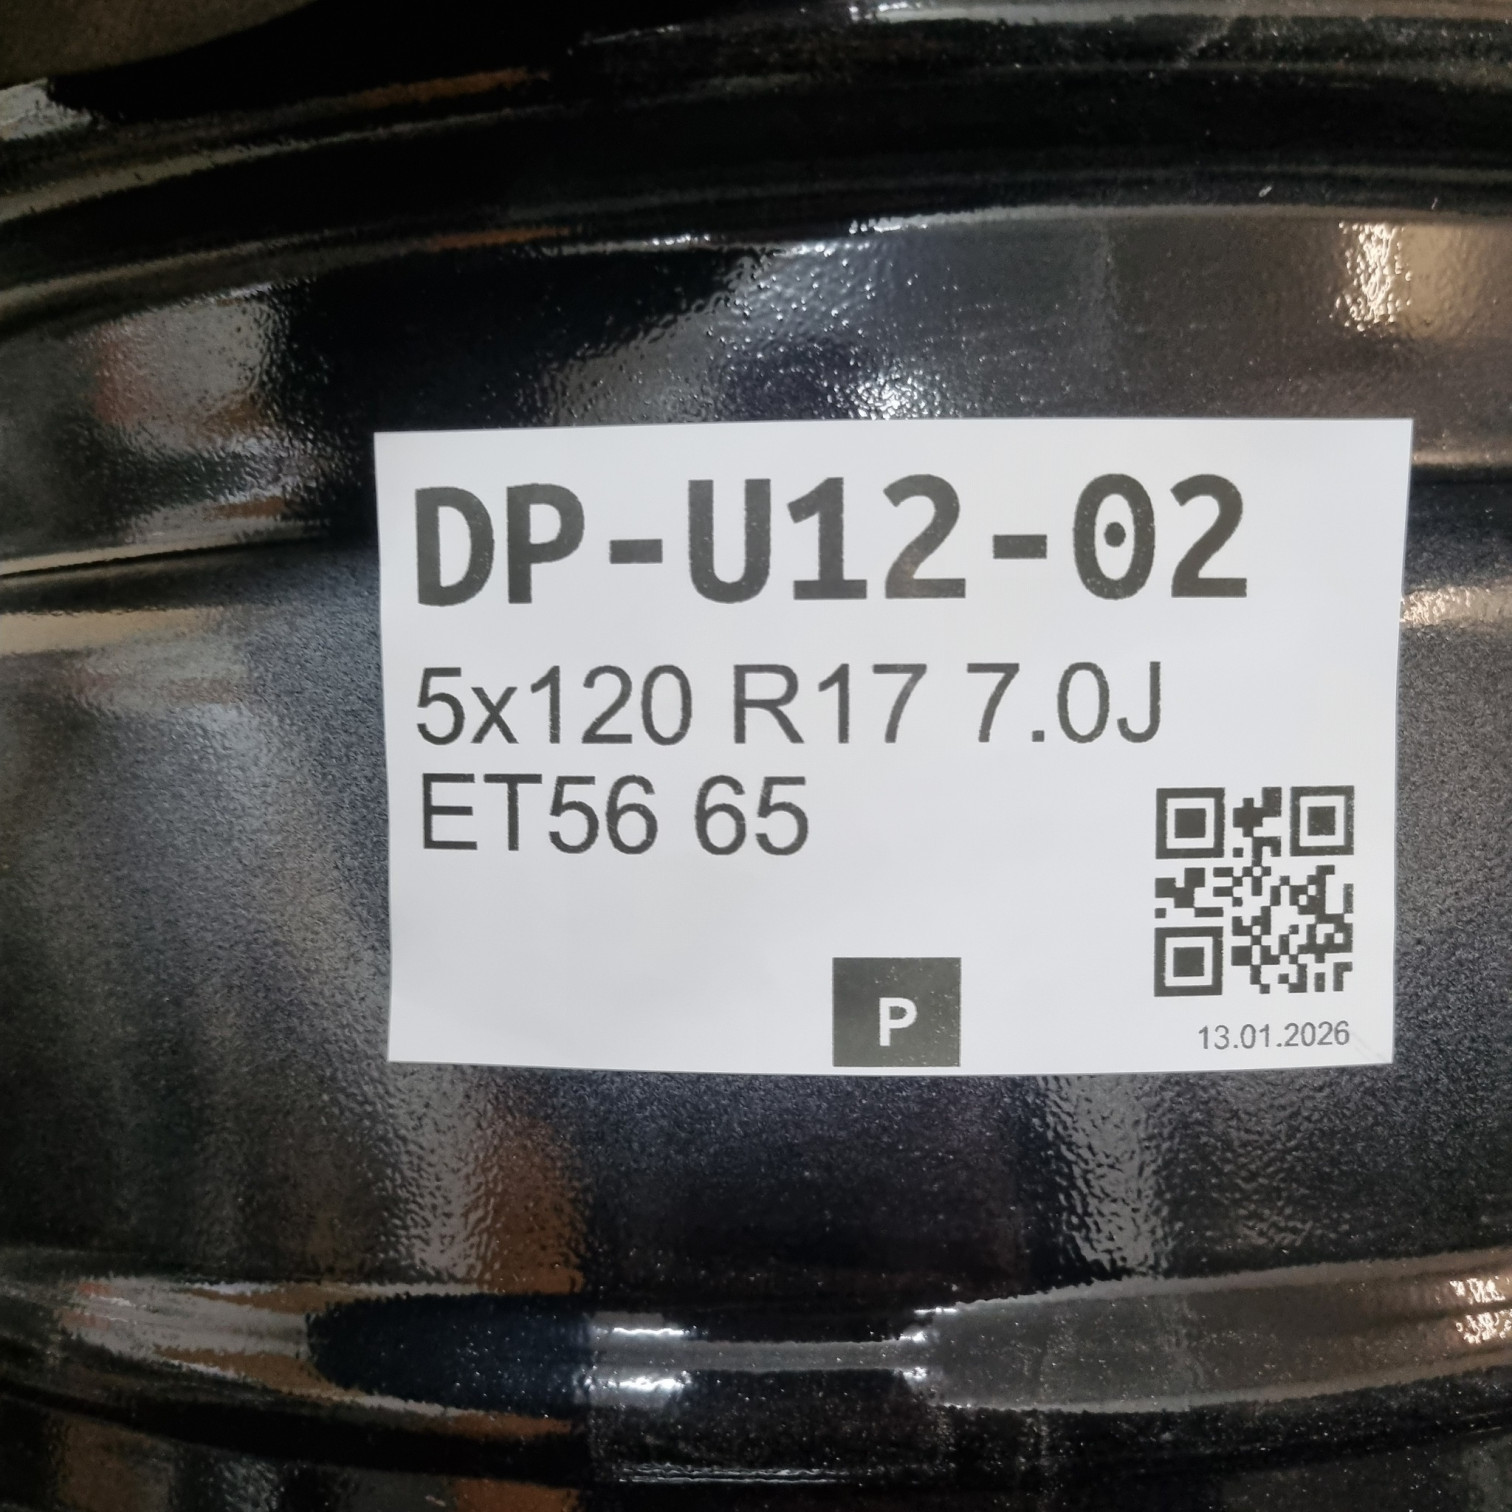 DP-U12-02
5x120 R17 7.0J
ET56 65
P
13.01.2026